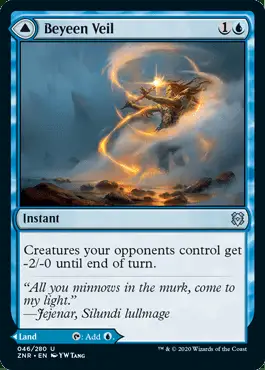 Beyeen Veil 1
Instant
Creatures your opponents control get
-2/-0 until end of turn.
“All you minnows in the murk, come to
my light.”
—Jejenar, Silundi lullmage
Land : Add
046/280 U
ZNR • EN YW TANG
™ & © 2020 Wizards of the Coast